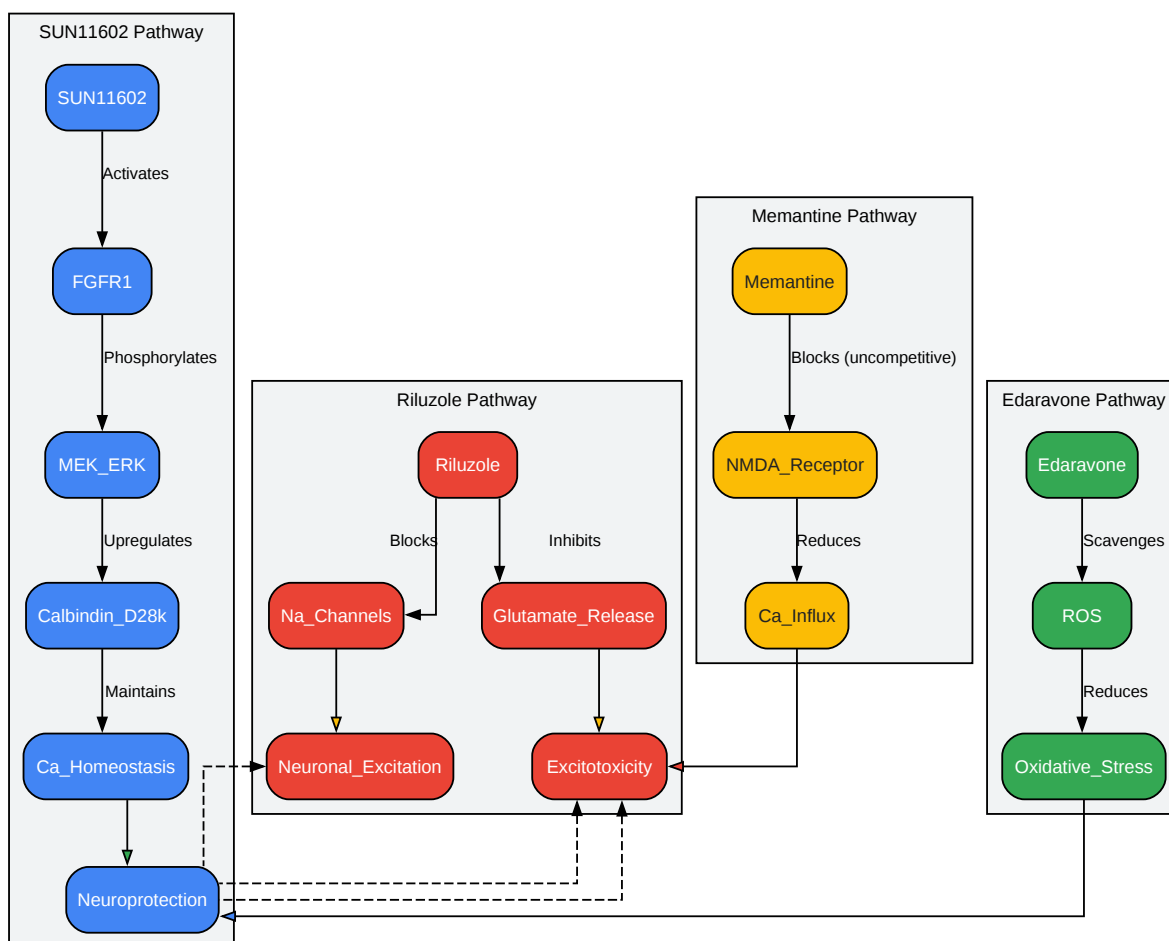 SUN11602 Pathway
SUN11602
Activates
FGFR1
Phosphorylates
MEK_ERK
Upregulates
Calbindin_D28k
Maintains
Ca_Homeostasis
Neuroprotection
Riluzole Pathway
Riluzole
Blocks
Inhibits
Na_Channels
Glutamate_Release
Neuronal_Excitation
Excitotoxicity
Memantine Pathway
Memantine
Blocks (uncompetitive)
NMDA_Receptor
Reduces
Ca_Influx
Edaravone Pathway
Edaravone
Scavenges
ROS
Reduces
Oxidative_Stress